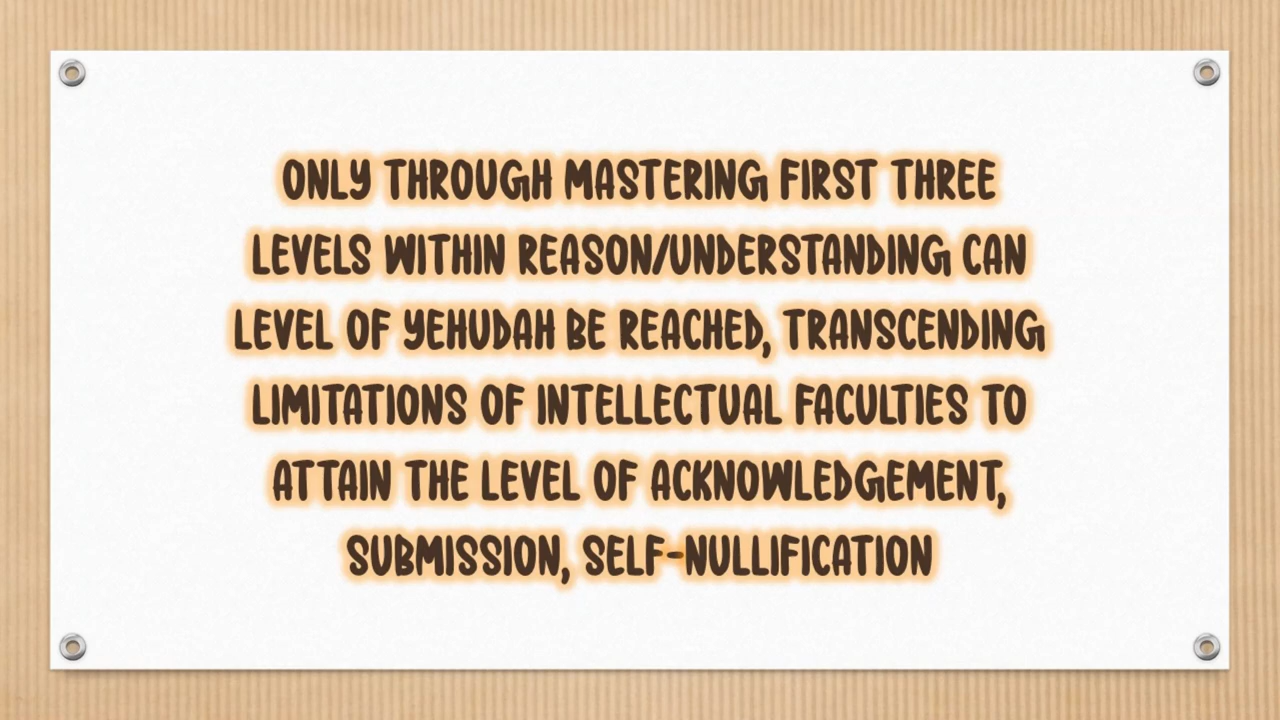 ONLY THROUGH MASTERING FIRST THREE
LEVELS WITHIN REASON/UNDERSTANDING CAN
LEVEL OF YEHUDAH BE REACHED, TRANSCENDING
LIMITATIONS OF INTELLECTUAL FACULTIES TO
ATTAIN THE LEVEL OF ACKNOWLEDGEMENT,
SUBMISSION, SELF-NULLIFICATION